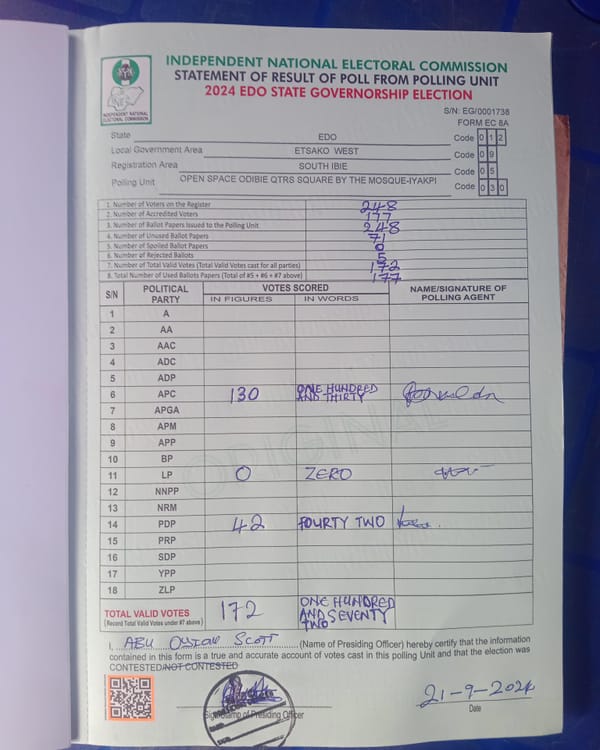 INDEPENDENT NATIONAL ELECTORAL COMMISSION
INDEPENDENT NATIONAL ELECTORAL COMMISSION
STATEMENT OF RESULT OF POLL FROM POLLING UNIT
2024 EDO STATE GOVERNORSHIP ELECTION
S/N: EG/0001738
FORM EC 8A
State EDO Code 0 1 2
Local Government Area ETSAKO WEST Code 0 9
Registration Area SOUTH IBIE Code 0 5
Polling Unit OPEN SPACE ODIBIE QTRS SQUARE BY THE MOSQUE-IYAKPI Code 0 3 0
1. Number of Voters on the Register 248
2. Number of Accredited Voters 177
3. Number of Ballot Papers Issued to the Polling Unit 248
4. Number of Unused Ballot Papers 71
5. Number of Spoiled Ballot Papers 0
6. Number of Rejected Ballots 5
7. Number of Total Valid Votes (Total Valid Votes cast for all parties) 172
8. Total Number of Used Ballots Papers (Total of #5 + #6 + #7 above) 177
S/N POLITICAL PARTY VOTES SCORED NAME/SIGNATURE OF POLLING AGENT
IN FIGURES IN WORDS
1 A
2 AA
3 AAC
4 ADC
5 ADP
6 APC 130 ONE HUNDRED AND THIRTY
7 APGA
8 APM
9 APP
10 BP
11 LP 0 ZERO
12 NNPP
13 NRM
14 PDP 42 FOURTY TWO
15 PRP
16 SDP
17 YPP
18 ZLP
ORIGINAL
TOTAL VALID VOTES 172 ONE HUNDRED AND SEVENTY TWO
(Record Total Valid Votes under #7 above)
I, ABU SCOTT (Name of Presiding Officer) hereby certify that the information
contained in this form is a true and accurate account of votes cast in this polling Unit and that the election was
CONTESTED/NOT CONTESTED
21-9-2024
Sign/Stamp of Presiding Officer
Date